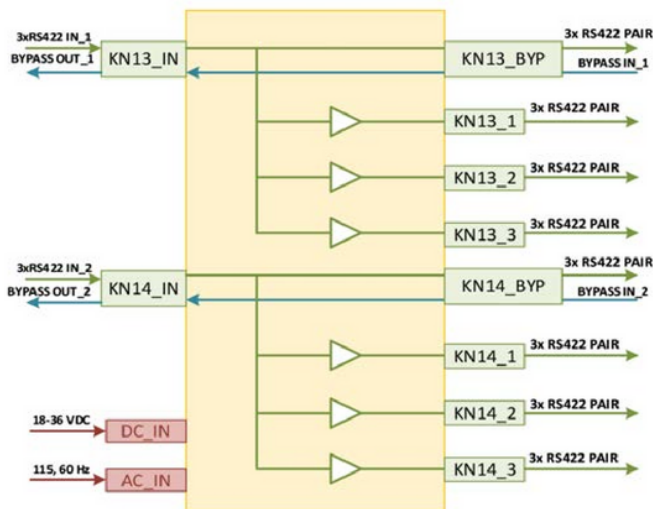 3xRS422 IN_1
BYPASS OUT_1
KN13_IN
KN13_BYP
3x RS422 PAIR
BYPASS IN_1
KN13_1
3x RS422 PAIR
KN13_2
3x RS422 PAIR
KN13_3
3x RS422 PAIR
3xRS422 IN_2
BYPASS OUT_2
KN14_IN
KN14_BYP
3x RS422 PAIR
BYPASS IN_2
KN14_1
3x RS422 PAIR
KN14_2
3x RS422 PAIR
KN14_3
3x RS422 PAIR
18-36 VDC
DC_IN
115, 60 Hz
AC_IN